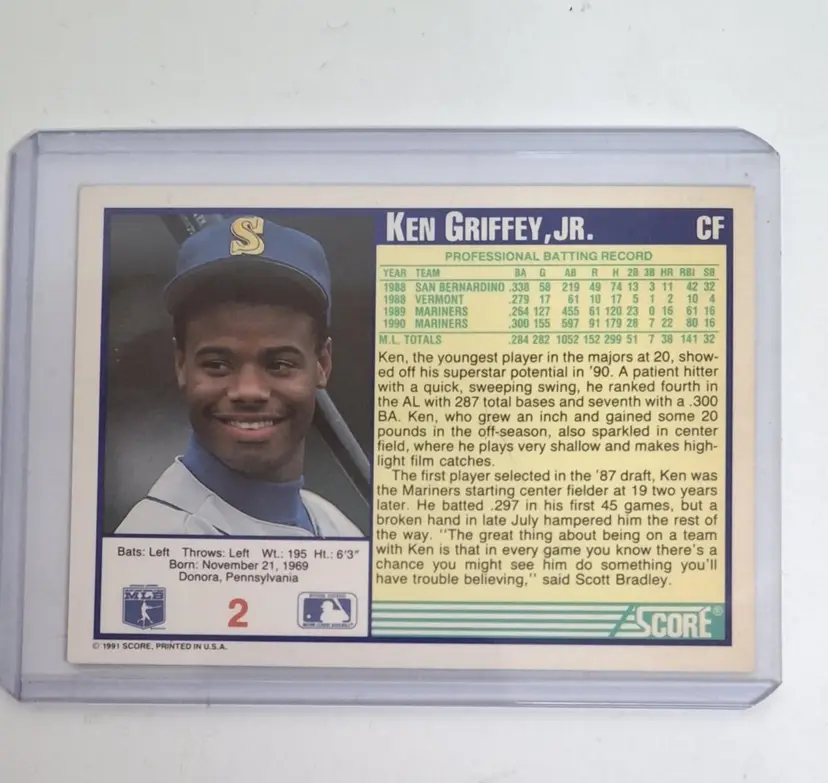 S
KEN GRIFFEY, JR. CF
PROFESSIONAL BATTING RECORD
YEAR TEAM BA G AB R H 2B 3B HR RBI SB
1988 SAN BERNARDINO .338 58 219 49 74 13 3 11 42 32
1988 VERMONT .279 17 61 10 17 5 1 2 10 4
1989 MARINERS .264 127 455 61 120 23 0 16 61 16
1990 MARINERS .300 155 597 91 179 28 7 22 80 16
M.L. TOTALS .284 282 1052 152 299 51 7 38 141 32
Ken, the youngest player in the majors at 20, show-
ed off his superstar potential in '90. A patient hitter
with a quick, sweeping swing, he ranked fourth in
the AL with 287 total bases and seventh with a .300
BA. Ken, who grew an inch and gained some 20
pounds in the off-season, also sparkled in center
field, where he plays very shallow and makes high-
light film catches.
The first player selected in the '87 draft, Ken was
the Mariners starting center fielder at 19 two years
later. He batted .297 in his first 45 games, but a
broken hand in late July hampered him the rest of
the way. "The great thing about being on a team
with Ken is that in every game you know there's a
chance you might see him do something you'll
have trouble believing," said Scott Bradley.
Bats: Left Throws: Left Wt.: 195 Ht.: 6'3"
Born: November 21, 1969
Donora, Pennsylvania
MLB
2
SCORE®
© 1991 SCORE, PRINTED IN U.S.A.